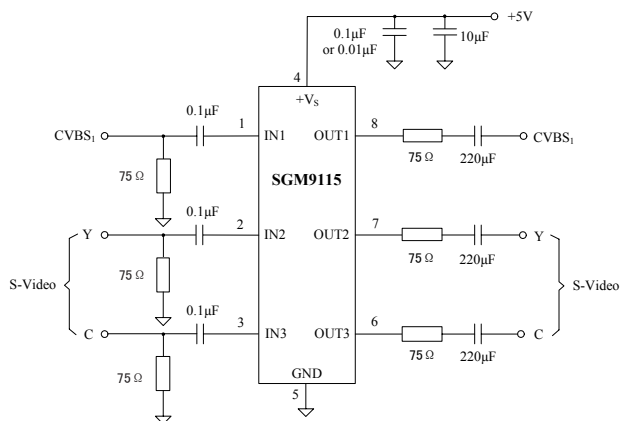 +5V
0.1μF
or 0.01μF
10μF
4
+VS
0.1μF
1
IN1
OUT1
8
CVBS1
CVBS1
75 Ω
220μF
75 Ω
SGM9115
0.1μF
2
IN2
OUT2
7
Y
Y
75 Ω
220μF
75 Ω
S-Video
S-Video
0.1μF
3
IN3
OUT3
6
C
C
75 Ω
220μF
75 Ω
GND
5